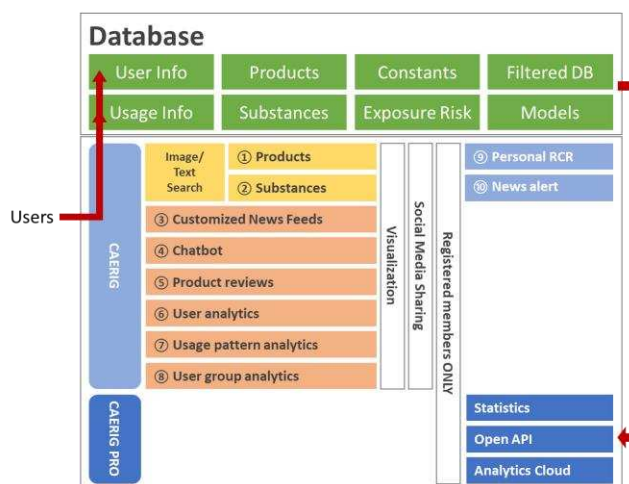 Database
User Info
Products
Constants
Filtered DB
Usage Info
Substances
Exposure Risk
Models
Users
CAERIG
Image/
Text
Search
① Products
② Substances
③ Customized News Feeds
④ Chatbot
⑤ Product reviews
⑥ User analytics
⑦ Usage pattern analytics
⑧ User group analytics
Visualization
Social Media Sharing
Registered members ONLY
⑨ Personal RCR
⑩ News alert
CAERIG PRO
Statistics
Open API
Analytics Cloud